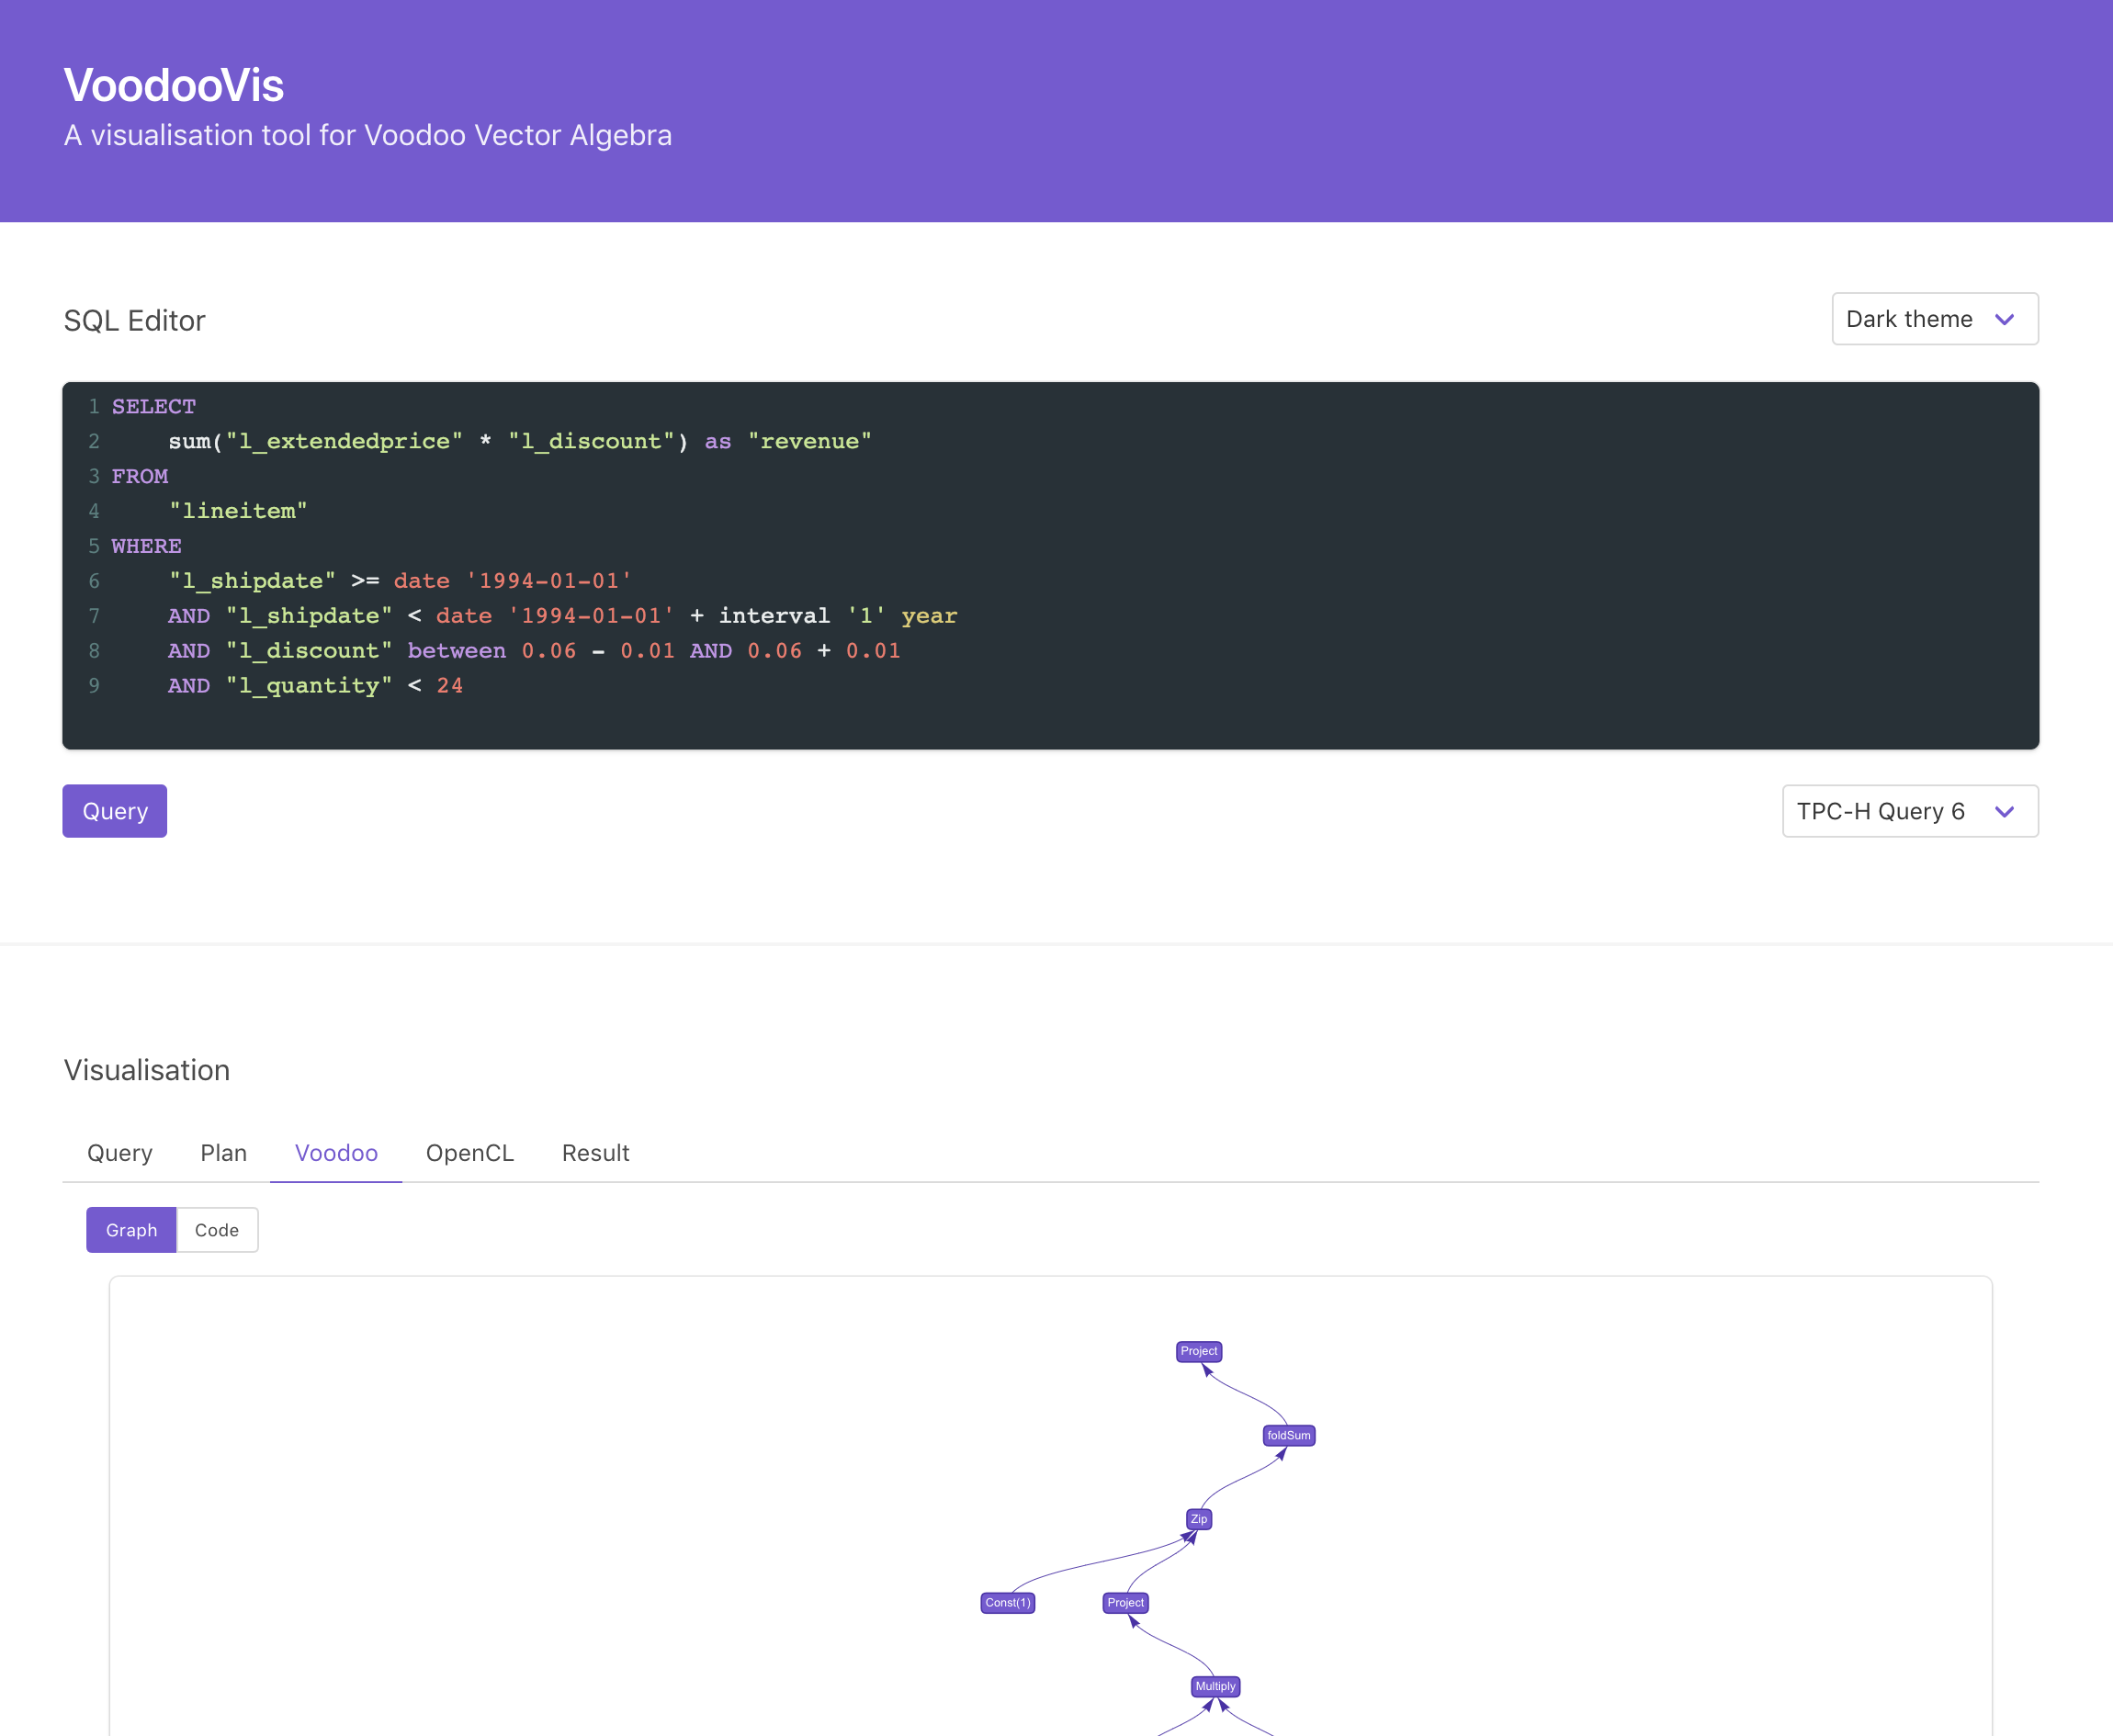 VoodooVis
A visualisation tool for Voodoo Vector Algebra
SQL Editor
Dark theme
1 SELECT
2     sum("l_extendedprice" * "l_discount") as "revenue"
3 FROM
4     "lineitem"
5 WHERE
6     "l_shipdate" >= date '1994-01-01'
7     AND "l_shipdate" < date '1994-01-01' + interval '1' year
8     AND "l_discount" between 0.06 - 0.01 AND 0.06 + 0.01
9     AND "l_quantity" < 24
Query
TPC-H Query 6
Visualisation
Query Plan Voodoo OpenCL Result
Graph Code
Project
foldSum
Zip
Const(1) Project
Multiply